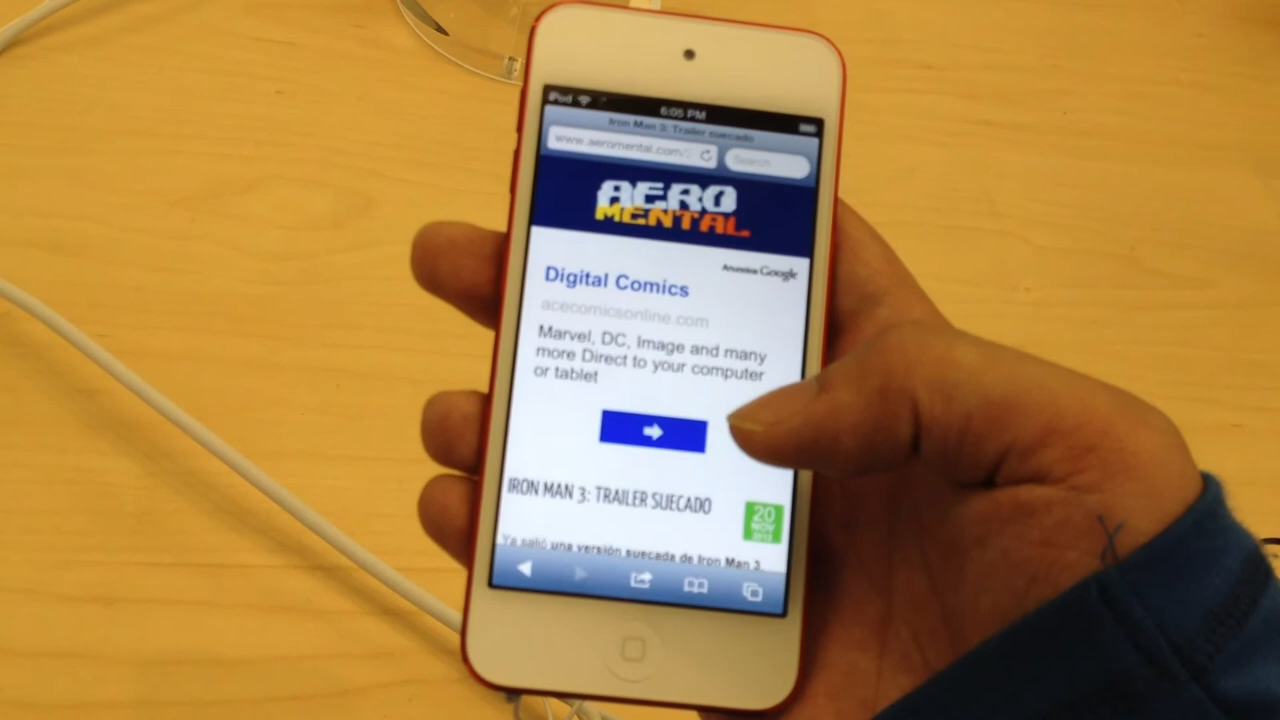 iPod
6:05 PM
Iron Man 3: Trailer suecado
www.aeromental.com/
Search
AERO
MENTAL
Anuncios Google
Digital Comics
acecomicsonline.com
Marvel, DC, Image and many
more Direct to your computer
or tablet
IRON MAN 3: TRAILER SUECADO
20
NOV
2012
Ya salió una versión suecada de Iron Man 3,